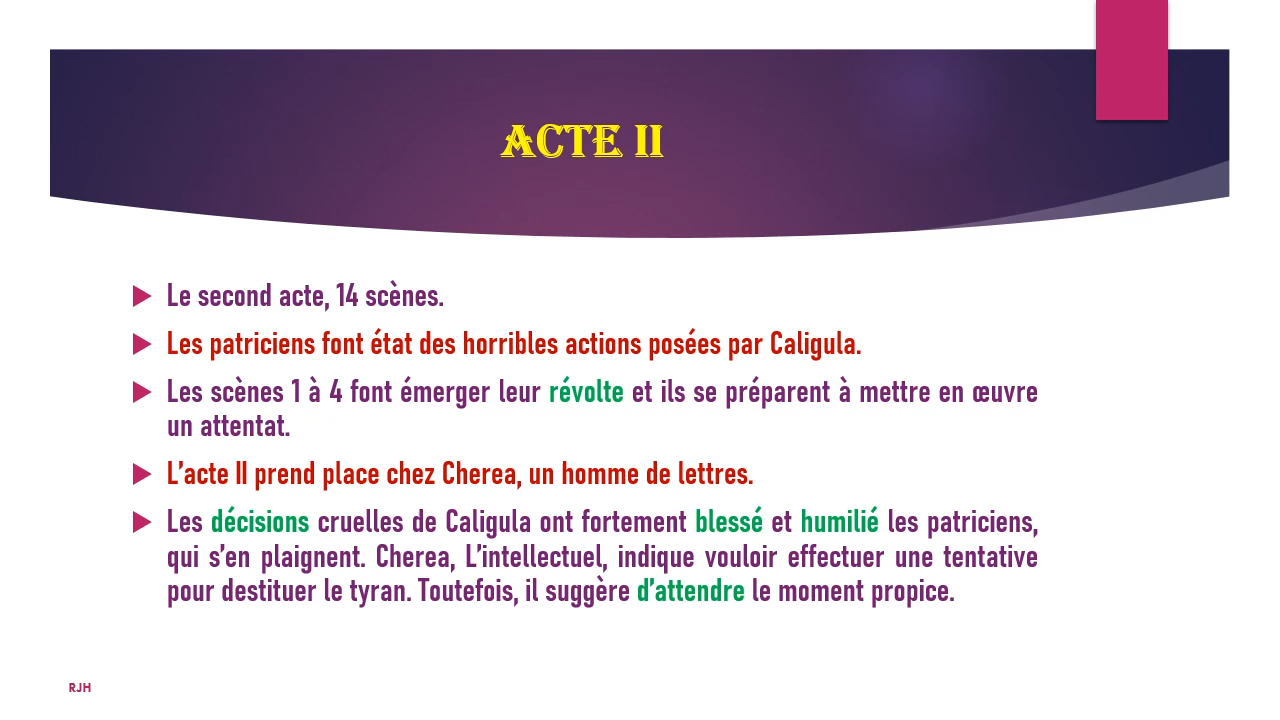 ACTE II
Le second acte, 14 scènes.
Les patriciens font état des horribles actions posées par Caligula.
Les scènes 1 à 4 font émerger leur révolte et ils se préparent à mettre en œuvre
un attentat.
L’acte II prend place chez Cherea, un homme de lettres.
Les décisions cruelles de Caligula ont fortement blessé et humilié les patriciens,
qui s’en plaignent. Cherea, L’intellectuel, indique vouloir effectuer une tentative
pour destituer le tyran. Toutefois, il suggère d’attendre le moment propice.
RJH